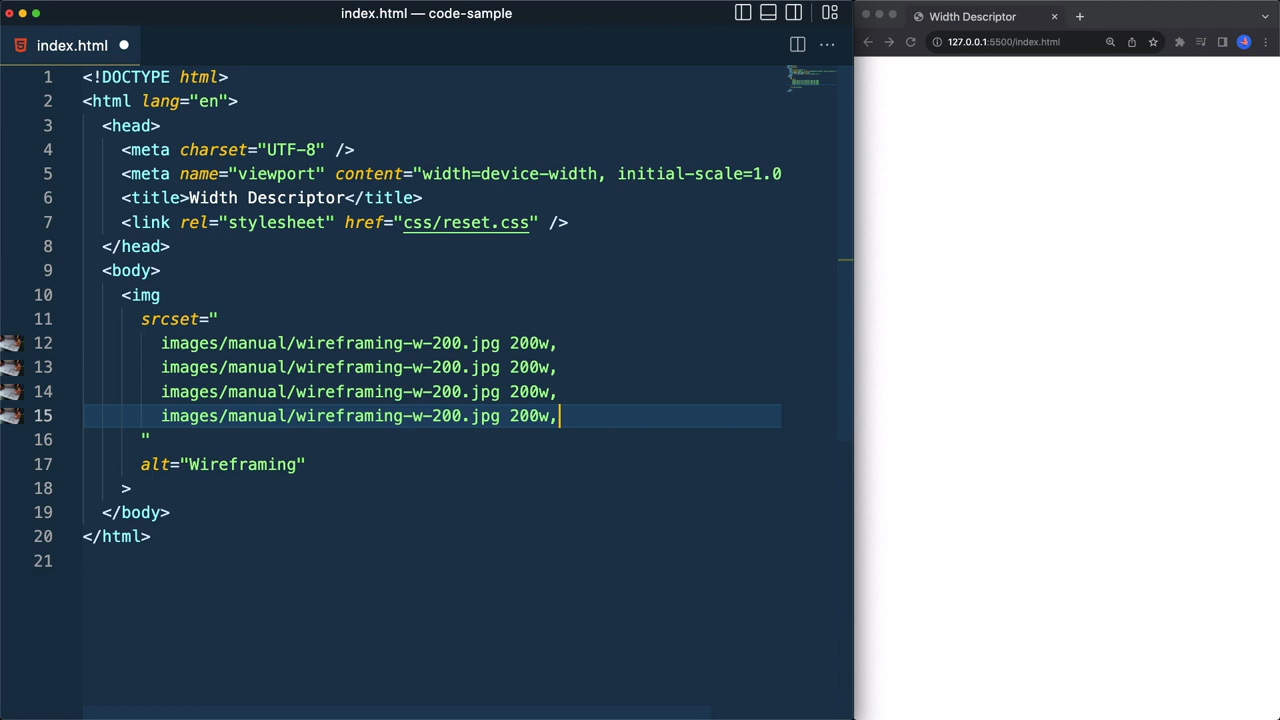 index.html — code-sample
index.html
1 <!DOCTYPE html>
2 <html lang="en">
3 <head>
4 <meta charset="UTF-8" />
5 <meta name="viewport" content="width=device-width, initial-scale=1.0
6 <title>Width Descriptor</title>
7 <link rel="stylesheet" href="css/reset.css" />
8 </head>
9 <body>
10 <img
11 srcset="
12 images/manual/wireframing-w-200.jpg 200w,
13 images/manual/wireframing-w-200.jpg 200w,
14 images/manual/wireframing-w-200.jpg 200w,
15 images/manual/wireframing-w-200.jpg 200w,
16 "
17 alt="Wireframing"
18 >
19 </body>
20 </html>
21
Width Descriptor
127.0.0.1:5500/index.html